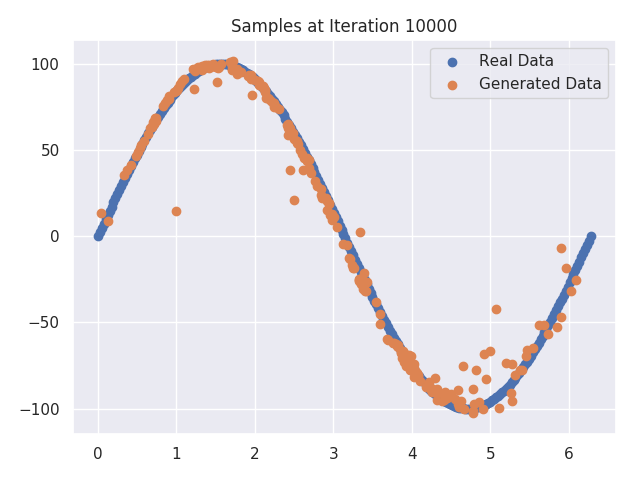 Samples at Iteration 10000
Real Data
Generated Data
100
50
0
−50
−100
0 1 2 3 4 5 6